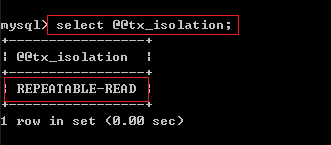 mysql> select @@tx_isolation;
+-----------------+
| @@tx_isolation  |
+-----------------+
| REPEATABLE-READ |
+-----------------+
1 row in set (0.00 sec)